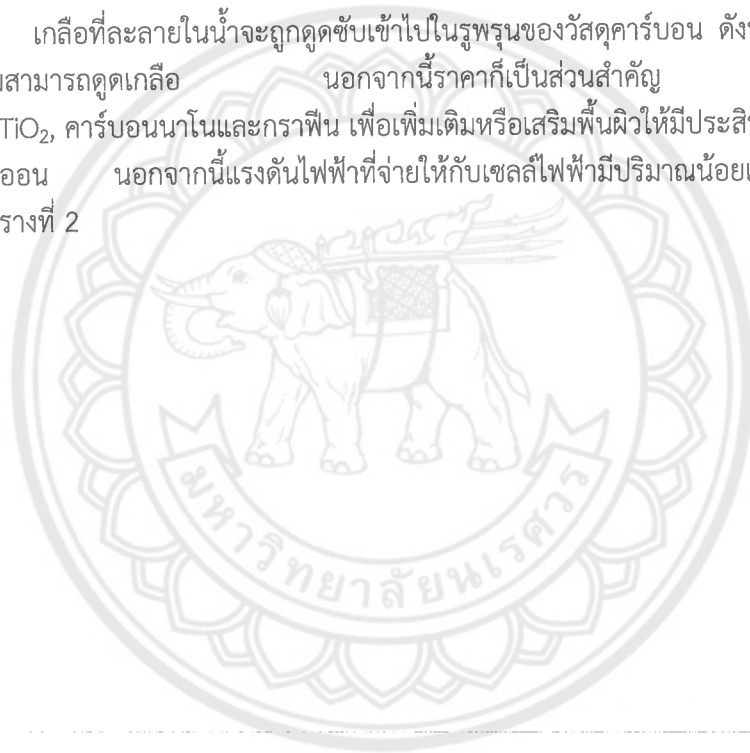 เกลือที่ละลายในน้ำจะถูกดูดซับเข้าไปในรูพรุนของวัสดุคาร์บอน ดัง
สามารถดูดเกลือ นอกจากนี้ราคาก็เป็นส่วนสำคัญ
TiO₂, คาร์บอนนาโนและกราฟีน เพื่อเพิ่มเติมหรือเสริมพื้นผิวให้มีประสิ
ออน นอกจากนี้แรงดันไฟฟ้าที่จ่ายให้กับเซลล์ไฟฟ้ามีปริมาณน้อย
รางที่ 2
มหาวิทยาลัยนเรศวร